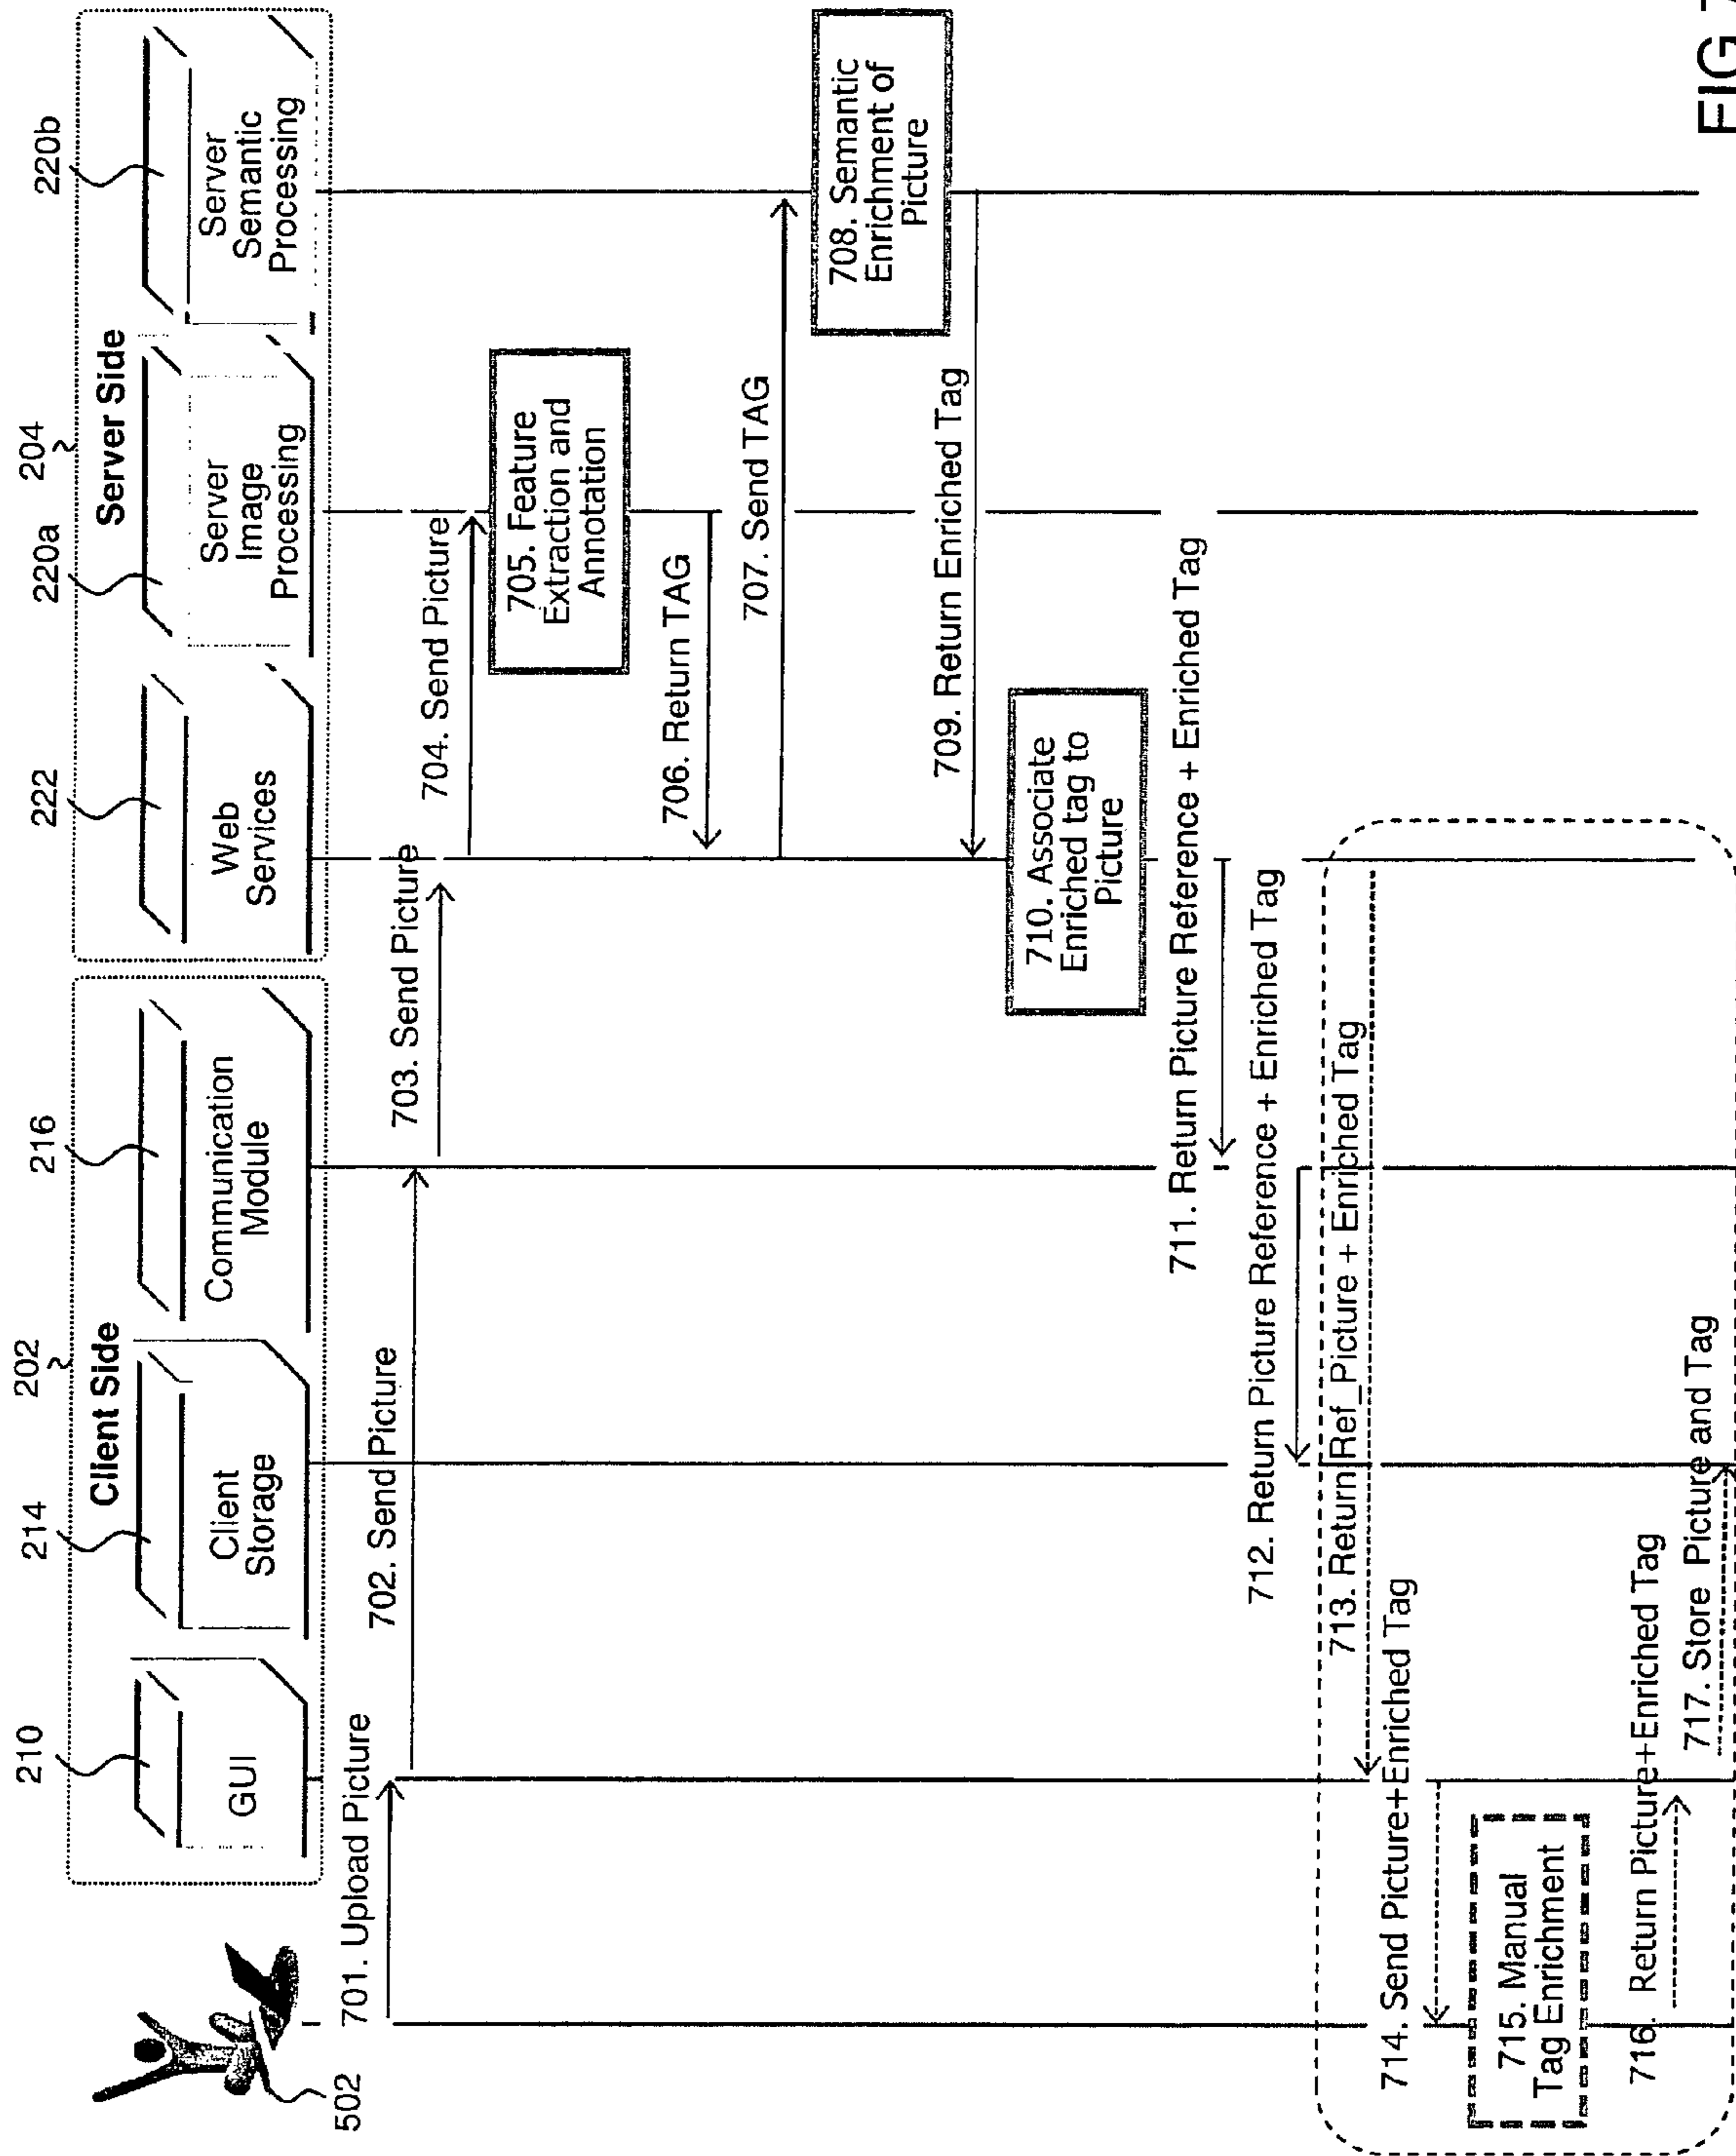 502
210
214
202
216
222
220a
204
220b
Client Side
Server Side
GUI
Client
Storage
Communication
Module
Web
Services
Server
Image
Processing
Server
Semantic
Processing
701. Upload Picture
702. Send Picture
703. Send Picture
704. Send Picture
705. Feature
Extraction and
Annotation
706. Return TAG
707. Send TAG
708. Semantic
Enrichment of
Picture
709. Return Enriched Tag
710. Associate
Enriched tag to
Picture
711. Return Picture Reference + Enriched Tag
712. Return Picture Reference + Enriched Tag
713. Return Ref_Picture + Enriched Tag
714. Send Picture+Enriched Tag
715. Manual
Tag Enrichment
716. Return Picture+Enriched Tag
717. Store Picture and Tag
FIG 7